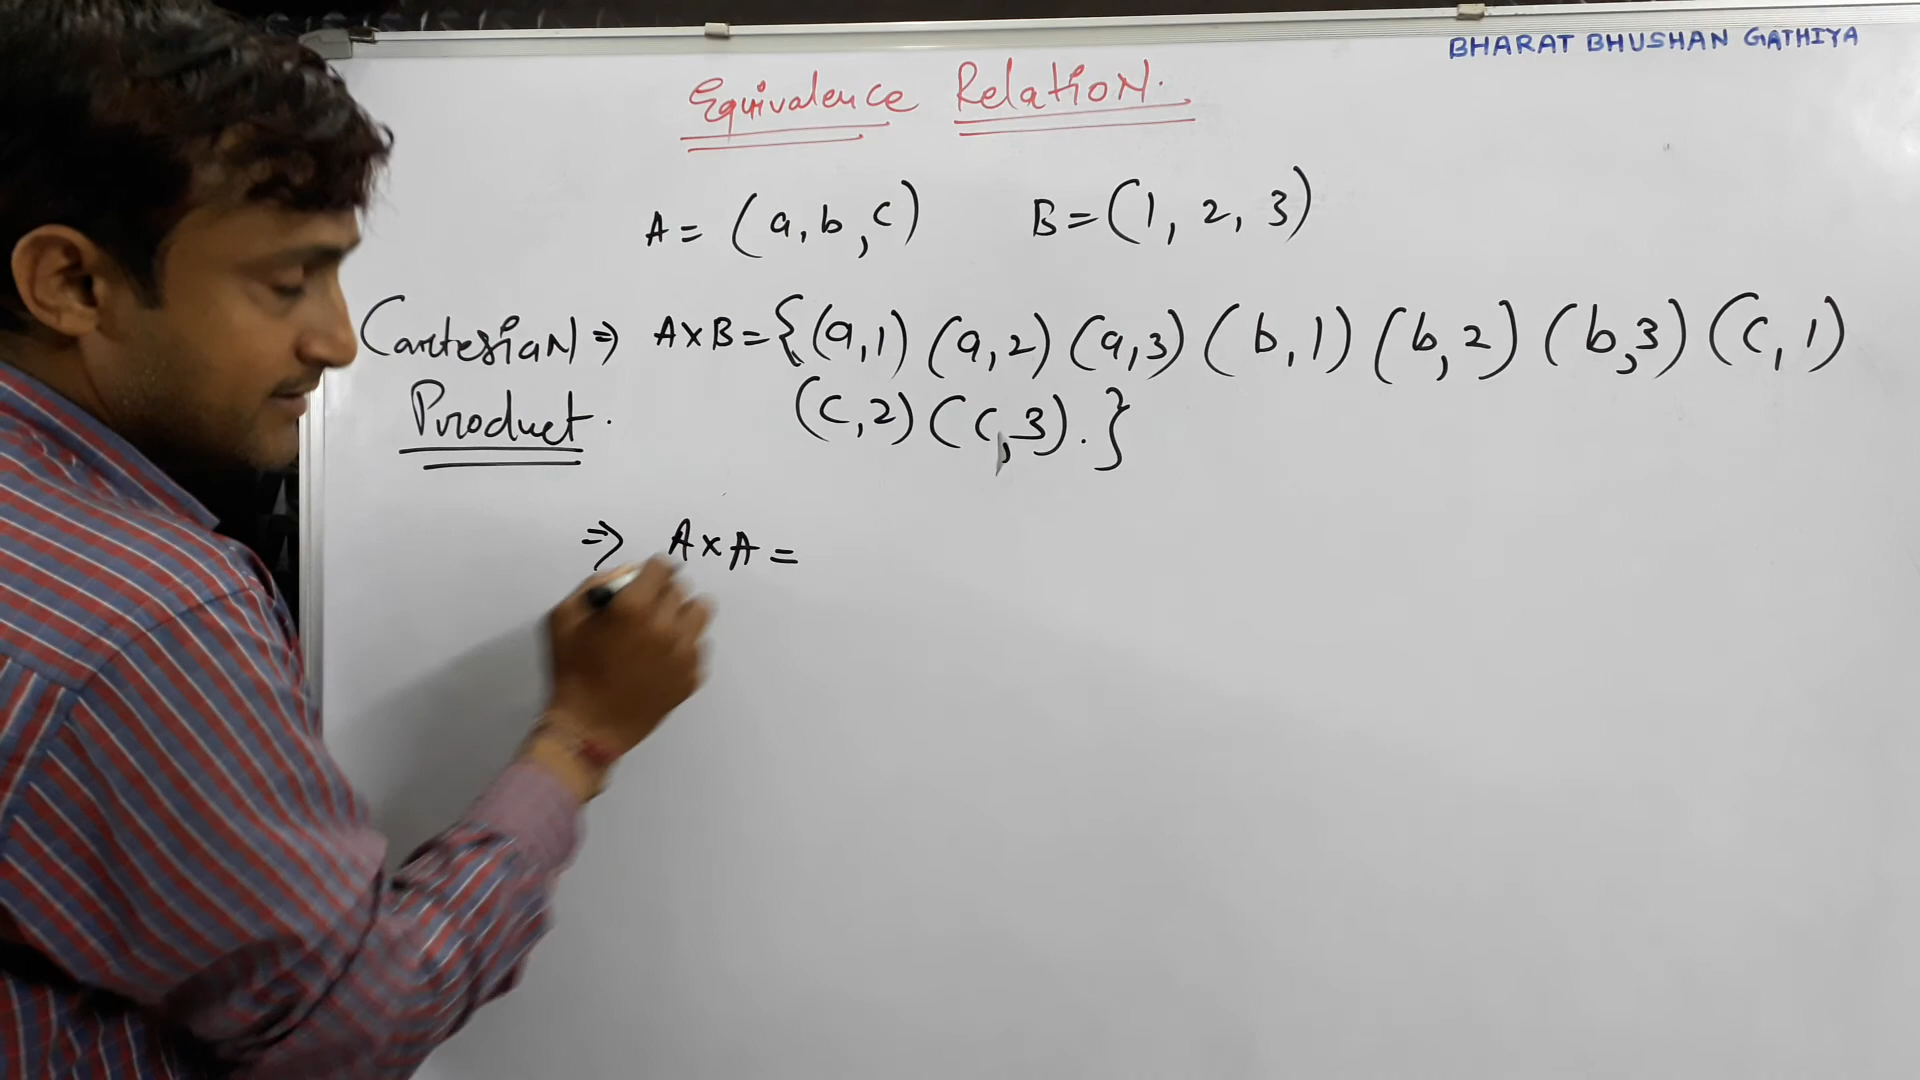 BHARAT BHUSHAN GATHIYA
Equivalence Relation.
A = (a, b, c) B = (1, 2, 3)
Cartesian ⇒ A×B = {(a,1) (a,2) (a,3) (b,1) (b,2) (b,3) (c,1)
Product. (c,2) (c,3).}
⇒ A×A =